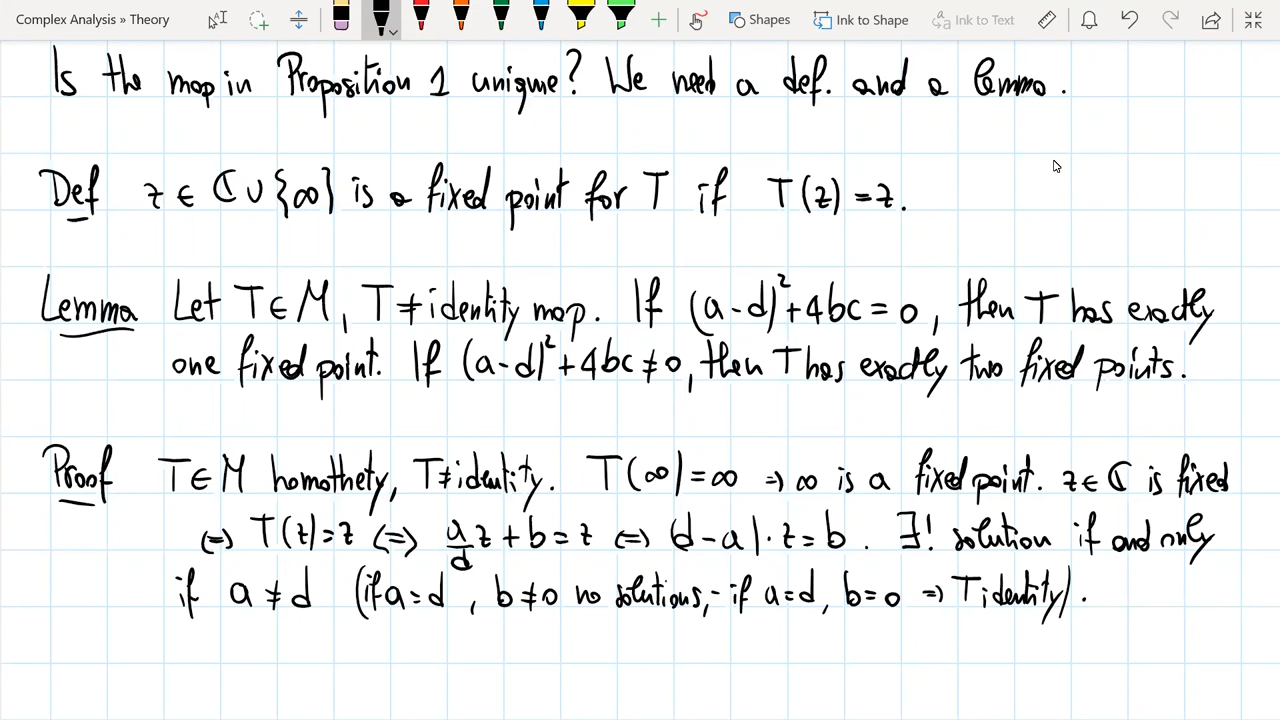 Complex Analysis » Theory
Shapes Ink to Shape Ink to Text
Is the map in Proposition 1 unique? We need a def. and a lemma.
Def z ∈ ℂ ∪ {∞} is a fixed point for T if T(z) = z.
Lemma Let T ∈ M, T ≠ identity map. If (a-d)² + 4bc = 0, then T has exactly
one fixed point. If (a-d)² + 4bc ≠ 0, then T has exactly two fixed points.
Proof T ∈ M homothety, T ≠ identity. T(∞) = ∞ ⇒ ∞ is a fixed point. z ∈ ℂ is fixed
⇔ T(z) = z ⇔ a/d z + b = z ⇔ (d-a)·z = b. ∃! solution if and only
if a ≠ d (if a = d, b ≠ 0 no solutions, - if a = d, b = 0 ⇒ T identity).